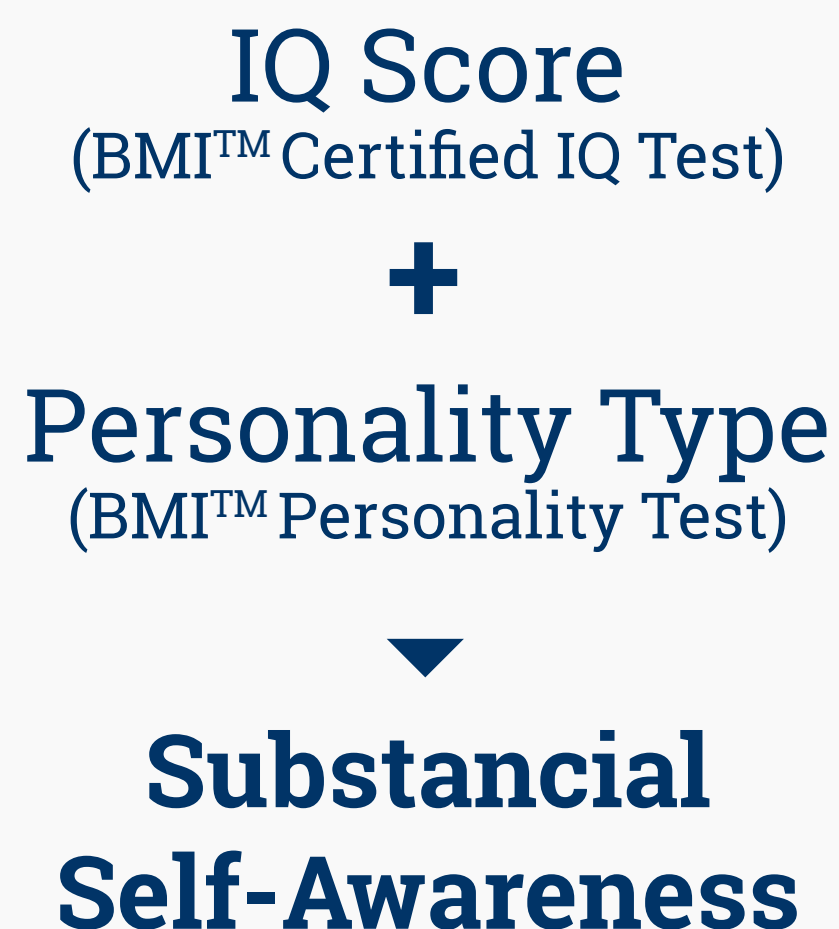 IQ Score
(BMI™ Certified IQ Test)
+
Personality Type
(BMI™ Personality Test)
Substancial
Self-Awareness